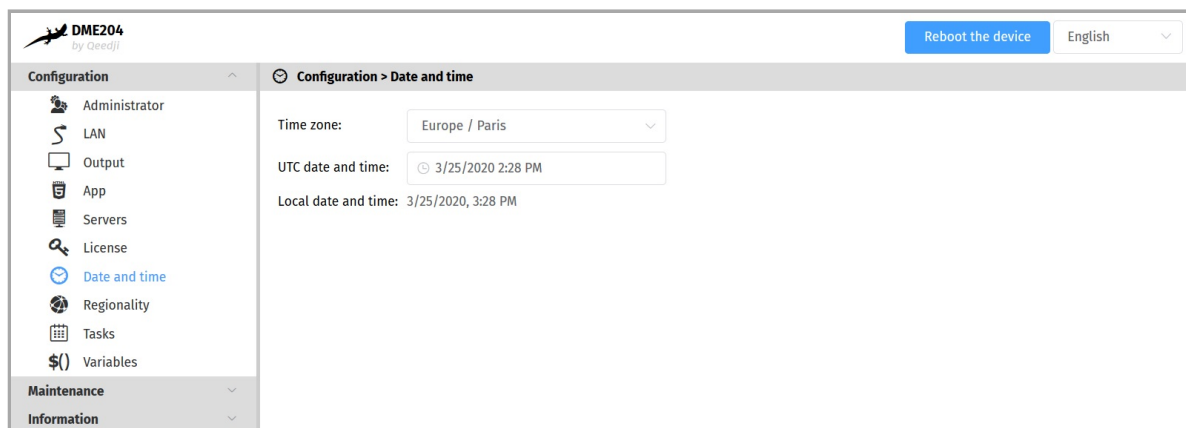 DME204
by Qeedji
Reboot the device
English
Configuration
Administrator
LAN
Output
App
Servers
License
Date and time
Regionality
Tasks
$() Variables
Maintenance
Information
Configuration > Date and time
Time zone: Europe / Paris
UTC date and time: 3/25/2020 2:28 PM
Local date and time: 3/25/2020, 3:28 PM